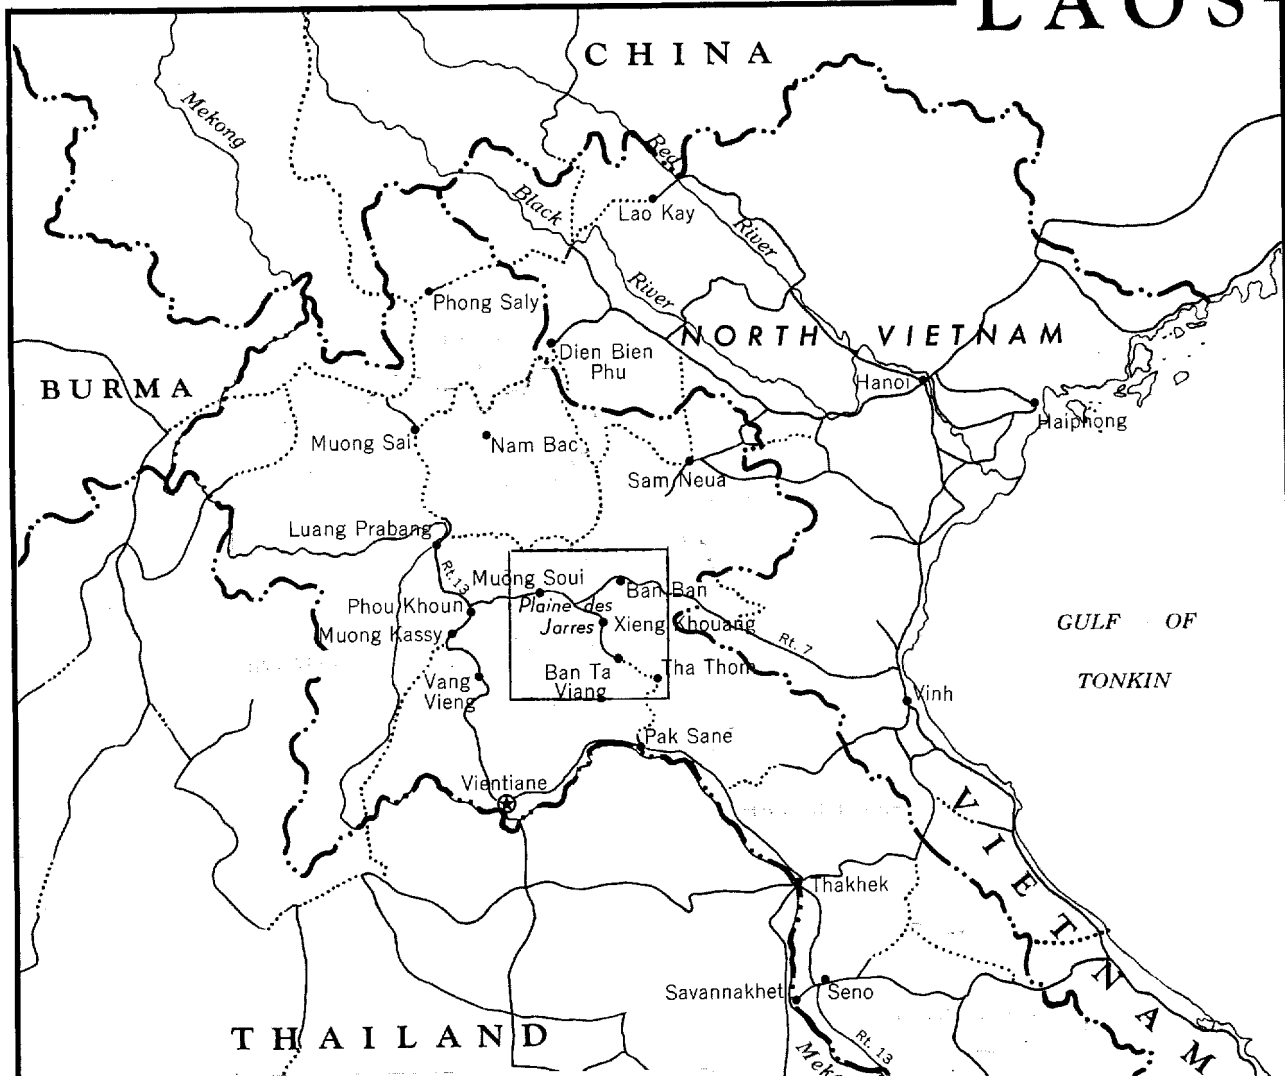 LAOS
CHINA
Mekong
Red
Black
Lao Kay
River
River
Phong Saly
NORTH VIETNAM
Dien Bien
Phu
Hanoi
BURMA
Haiphong
Muong Sai
Nam Bac
Sam Neua
Luang Prabang
Rt. 13
Muong Soui
Ban Ban
Phou Khoun
Plaine des
Jarres
Xieng Khouang
Muong Kassy
Rt. 7
GULF OF
TONKIN
Ban Ta
Viang
Tha Thom
Vang
Vieng
Vinh
Pak Sane
Vientiane
VIETNAM
Thakhek
Savannakhet
Seno
THAILAND
Rt. 13